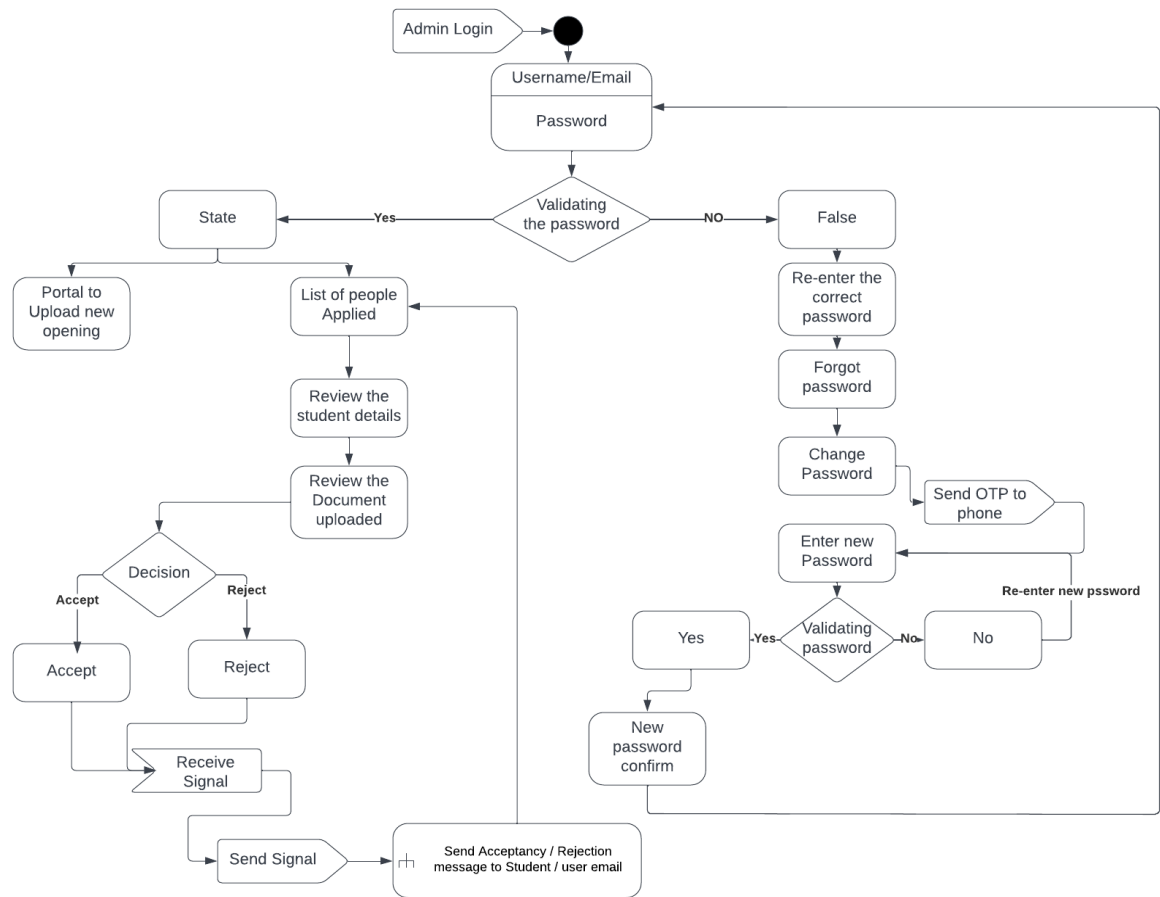 Admin Login
Username/Email
Password
Validating
the password
Yes
NO
State
False
Portal to
Upload new
opening
List of people
Applied
Re-enter the
correct
password
Forgot
password
Review the
student details
Change
Password
Review the
Document
uploaded
Send OTP to
phone
Enter new
Password
Decision
Accept
Reject
Re-enter new pssword
Yes
Yes
Validating
password
No
No
Accept
Reject
New
password
confirm
Receive
Signal
Send Signal
Send Acceptancy / Rejection
message to Student / user email